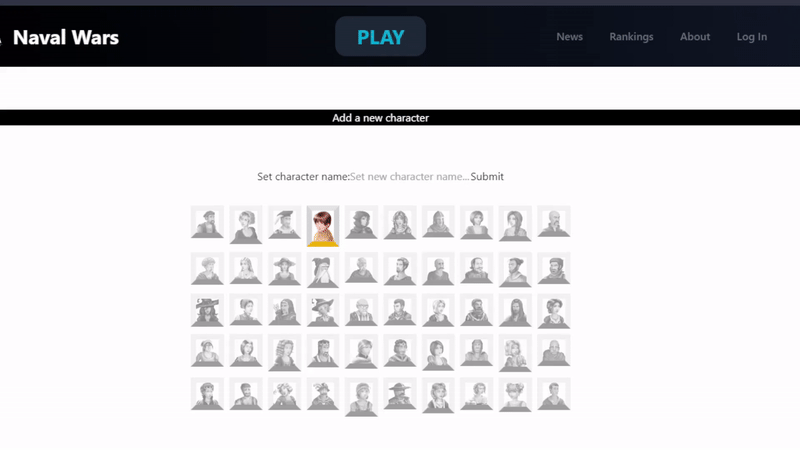 Naval Wars
PLAY
News Rankings About Log In
Add a new character
Set character name:Set new character name... Submit